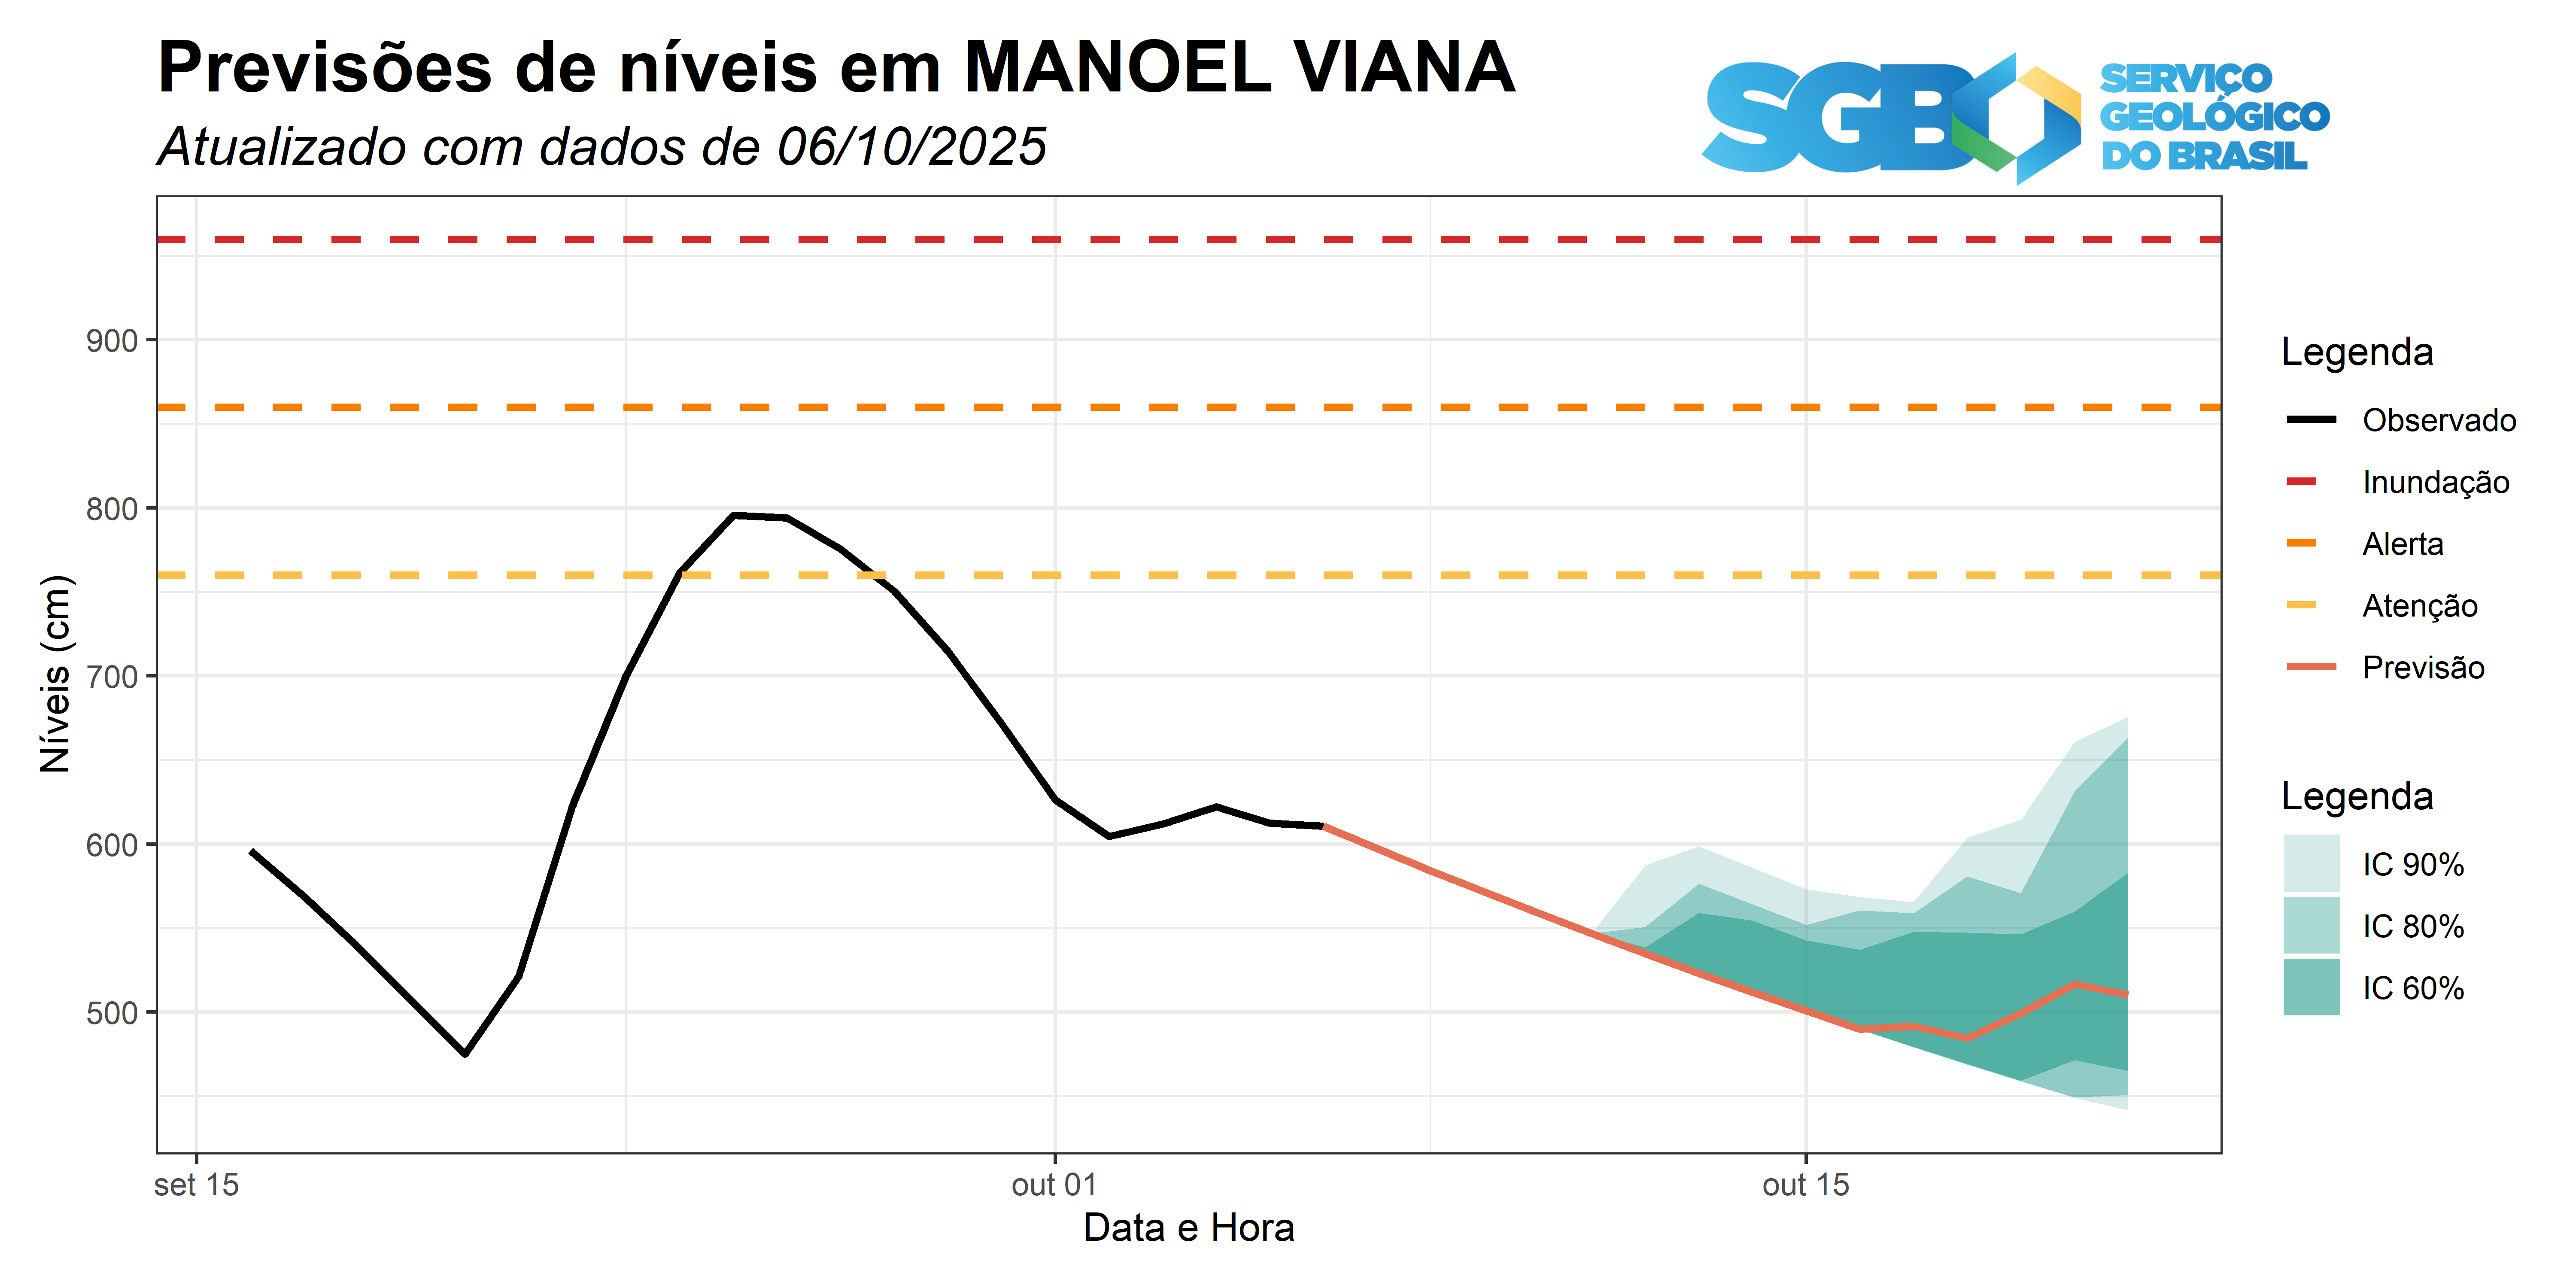 Previsões de níveis em MANOEL VIANA
Atualizado com dados de 06/10/2025
SGB
SERVIÇO
GEOLÓGICO
DO BRASIL
900
800
700
600
500
Níveis (cm)
set 15
out 01
out 15
Data e Hora
Legenda
Observado
Inundação
Alerta
Atenção
Previsão
Legenda
IC 90%
IC 80%
IC 60%